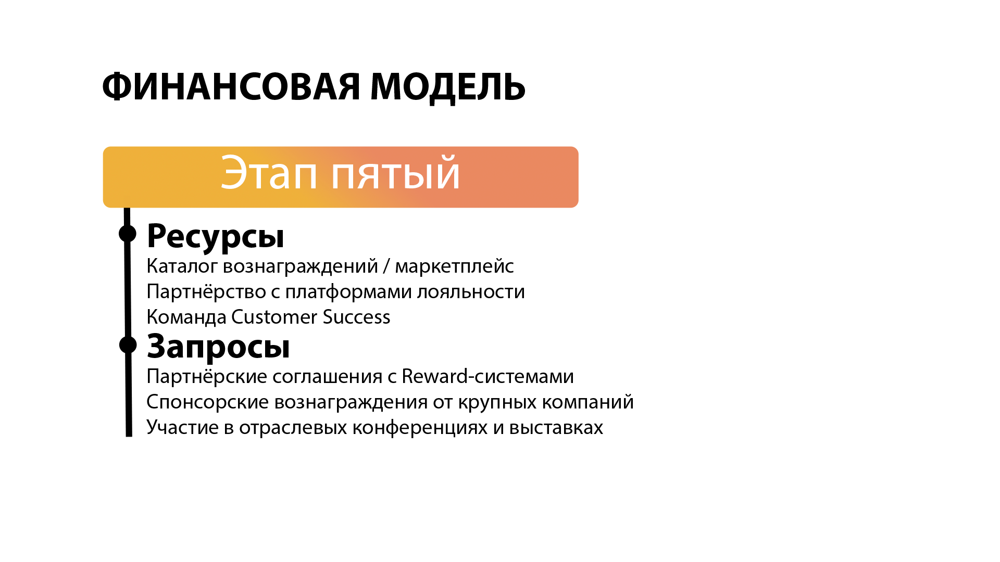 ФИНАНСОВАЯ МОДЕЛЬ
Этап пятый
Ресурсы
Каталог вознаграждений / маркетплейс
Партнёрство с платформами лояльности
Команда Customer Success
Запросы
Партнёрские соглашения с Reward-системами
Спонсорские вознаграждения от крупных компаний
Участие в отраслевых конференциях и выставках